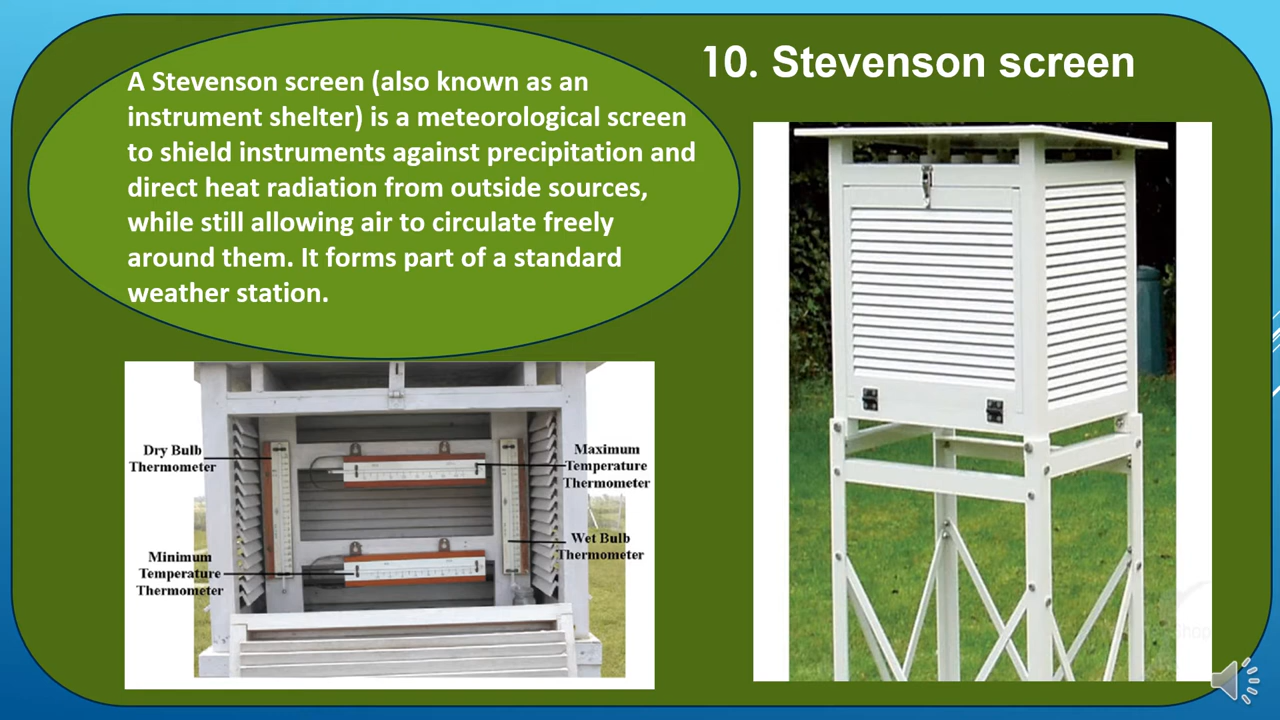 10. Stevenson screen
A Stevenson screen (also known as an
instrument shelter) is a meteorological screen
to shield instruments against precipitation and
direct heat radiation from outside sources,
while still allowing air to circulate freely
around them. It forms part of a standard
weather station.
Dry Bulb
Thermometer
Maximum
Temperature
Thermometer
Minimum
Temperature
Thermometer
Wet Bulb
Thermometer